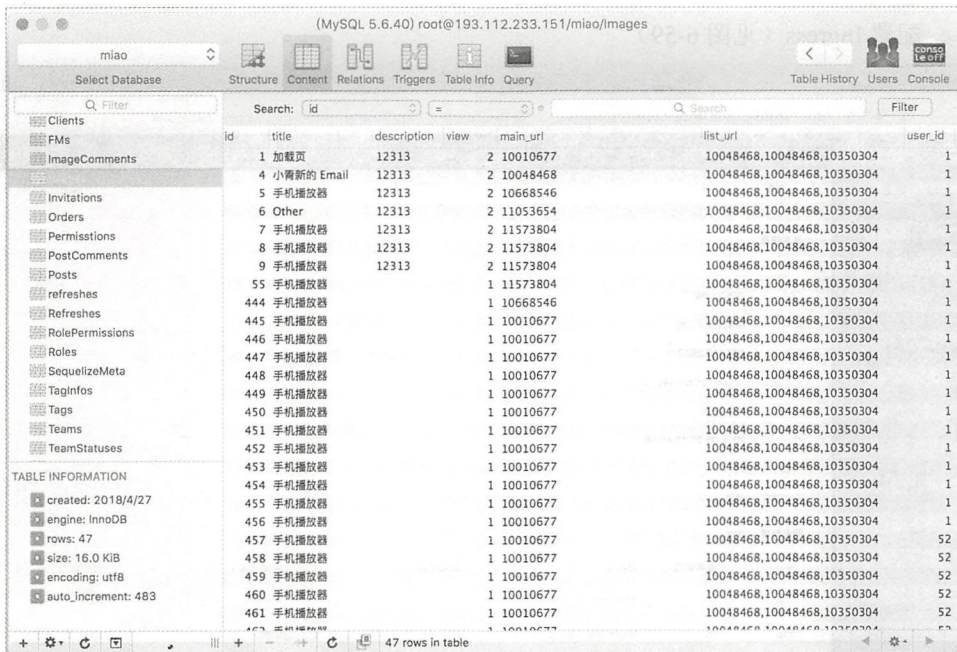 (MySQL 5.6.40) root@193.112.233.151/miao/Images
miao
Select Database
Structure Content Relations Triggers Table Info Query
Table History Users Console
conso
le off
Filter
Search: id = Search Filter
Clients
FMs
ImageComments
Invitations
Orders
Permisstions
PostComments
Posts
refreshes
Refreshes
RolePermissions
Roles
SequelizeMeta
TagInfos
Tags
Teams
TeamStatuses
TABLE INFORMATION
created: 2018/4/27
engine: InnoDB
rows: 47
size: 16.0 KiB
encoding: utf8
auto_increment: 483
id title description view main_url list_url user_id
1 加载页 12313 2 10010677 10048468,10048468,10350304 1
4 小青新的 Email 12313 2 10048468 10048468,10048468,10350304 1
5 手机播放器 12313 2 10668546 10048468,10048468,10350304 1
6 Other 12313 2 11053654 10048468,10048468,10350304 1
7 手机播放器 12313 2 11573804 10048468,10048468,10350304 1
8 手机播放器 12313 2 11573804 10048468,10048468,10350304 1
9 手机播放器 12313 2 11573804 10048468,10048468,10350304 1
55 手机播放器 1 11573804 10048468,10048468,10350304 1
444 手机播放器 1 10668546 10048468,10048468,10350304 1
445 手机播放器 1 10010677 10048468,10048468,10350304 1
446 手机播放器 1 10010677 10048468,10048468,10350304 1
447 手机播放器 1 10010677 10048468,10048468,10350304 1
448 手机播放器 1 10010677 10048468,10048468,10350304 1
449 手机播放器 1 10010677 10048468,10048468,10350304 1
450 手机播放器 1 10010677 10048468,10048468,10350304 1
451 手机播放器 1 10010677 10048468,10048468,10350304 1
452 手机播放器 1 10010677 10048468,10048468,10350304 1
453 手机播放器 1 10010677 10048468,10048468,10350304 1
454 手机播放器 1 10010677 10048468,10048468,10350304 1
455 手机播放器 1 10010677 10048468,10048468,10350304 1
456 手机播放器 1 10010677 10048468,10048468,10350304 1
457 手机播放器 1 10010677 10048468,10048468,10350304 52
458 手机播放器 1 10010677 10048468,10048468,10350304 52
459 手机播放器 1 10010677 10048468,10048468,10350304 52
460 手机播放器 1 10010677 10048468,10048468,10350304 52
461 手机播放器 1 10010677 10048468,10048468,10350304 52
47 rows in table